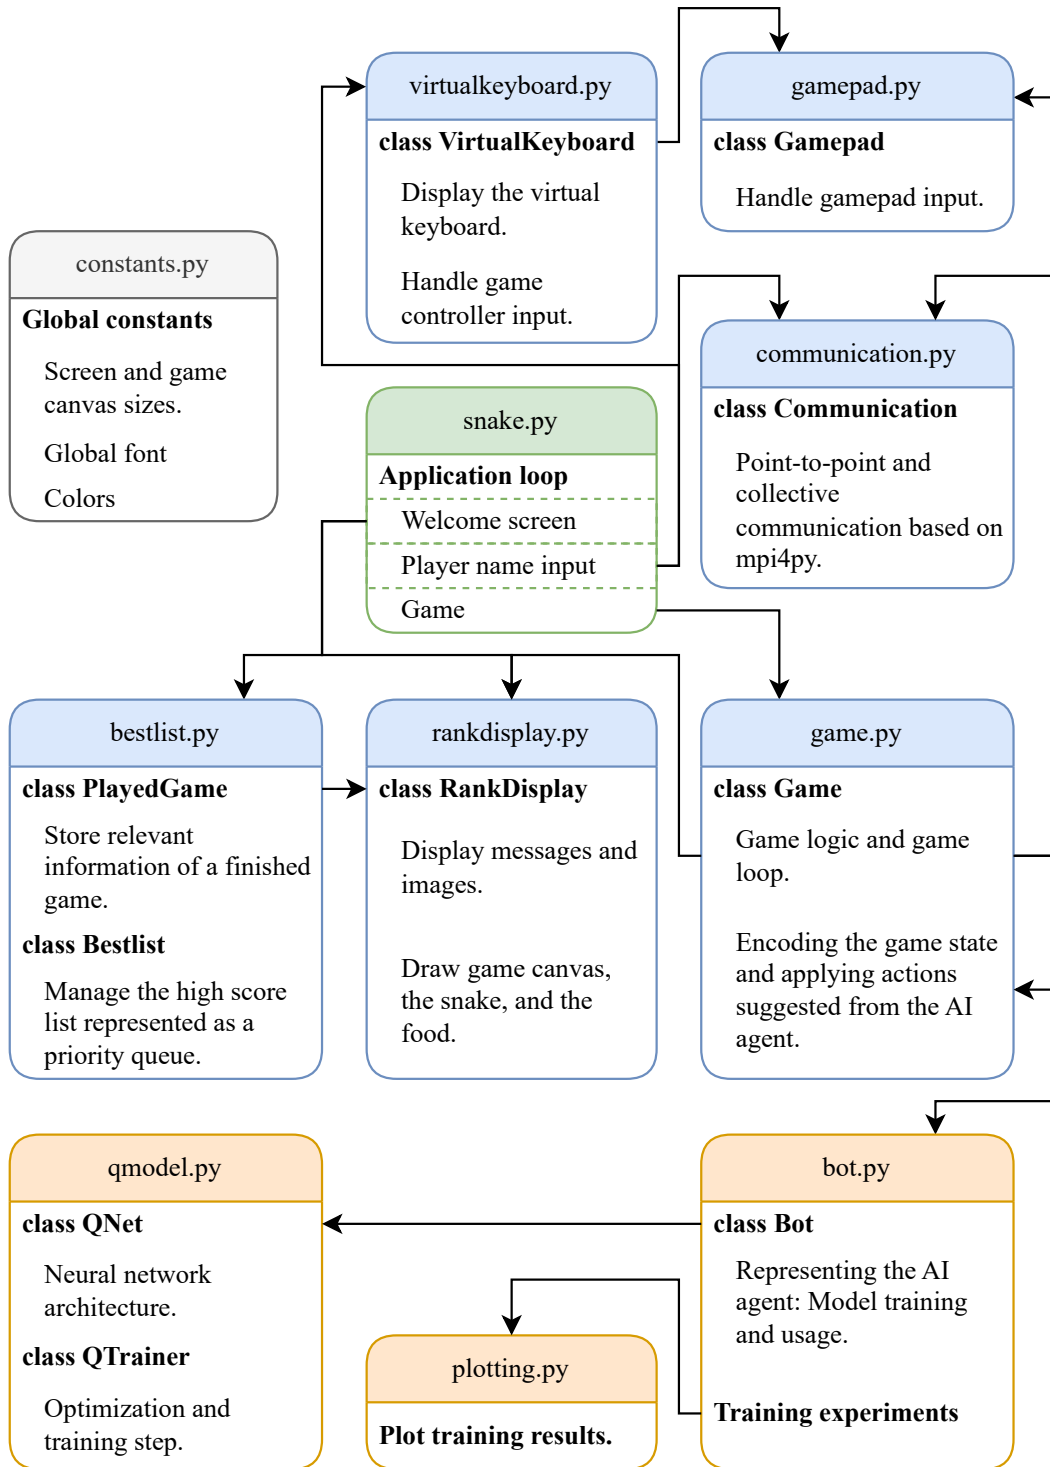 virtualkeyboard.py
class VirtualKeyboard
Display the virtual
keyboard.
Handle game
controller input.
gamepad.py
class Gamepad
Handle gamepad input.
constants.py
Global constants
Screen and game
canvas sizes.
Global font
Colors
communication.py
class Communication
Point-to-point and
collective
communication based on
mpi4py.
snake.py
Application loop
Welcome screen
Player name input
Game
bestlist.py
class PlayedGame
Store relevant
information of a finished
game.
class Bestlist
Manage the high score
list represented as a
priority queue.
rankdisplay.py
class RankDisplay
Display messages and
images.
Draw game canvas,
the snake, and the
food.
game.py
class Game
Game logic and game
loop.
Encoding the game state
and applying actions
suggested from the AI
agent.
qmodel.py
class QNet
Neural network
architecture.
class QTrainer
Optimization and
training step.
plotting.py
Plot training results.
bot.py
class Bot
Representing the AI
agent: Model training
and usage.
Training experiments